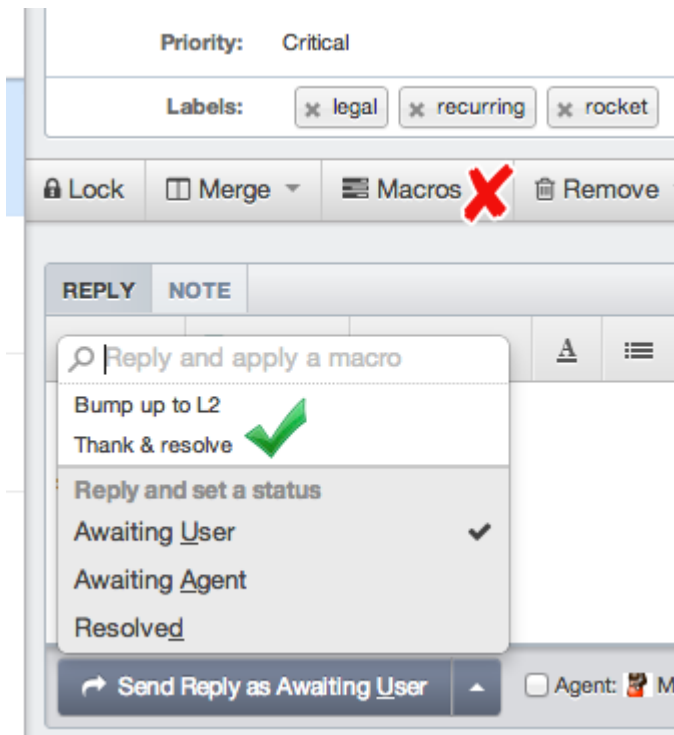 Priority: Critical
Labels: legal recurring rocket
Lock Merge Macros Remove
REPLY NOTE
Reply and apply a macro
A
Bump up to L2
Thank & resolve
Reply and set a status
Awaiting User
Awaiting Agent
Resolved
Send Reply as Awaiting User Agent: M